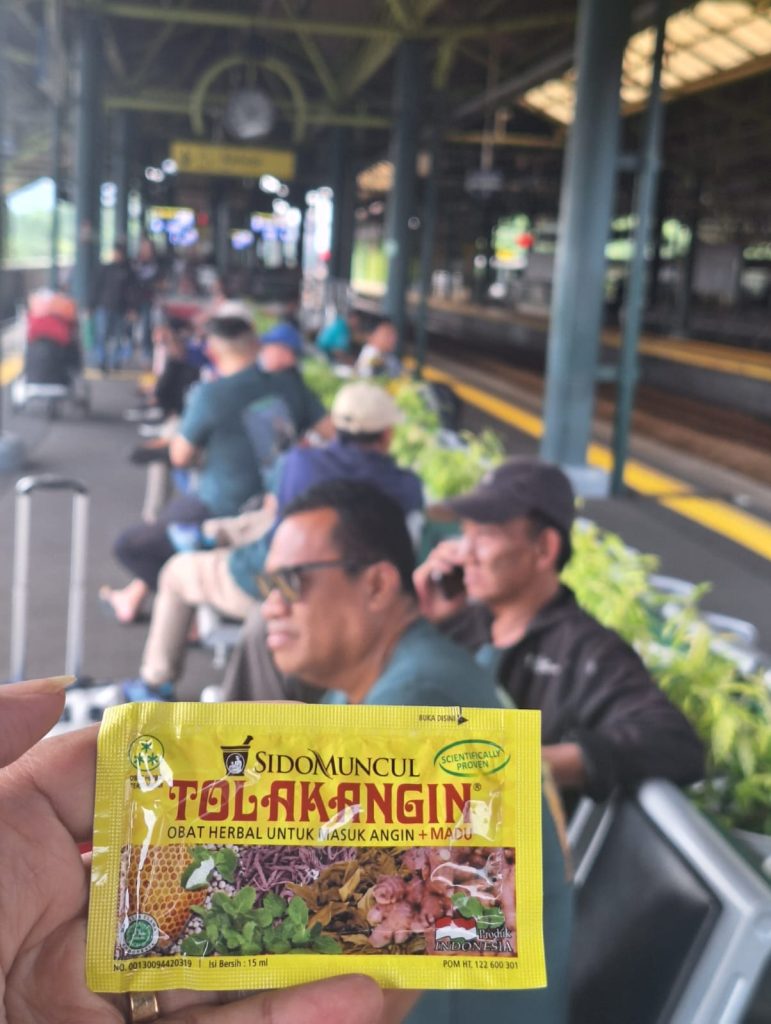 BUKA DISINI
SIDOMUNCUL
SCIENTIFICALLY
PROVEN
TOLAKANGIN®
OBAT HERBAL UNTUK MASUK ANGIN + MADU
Produk
INDONESIA
NO. 00130094420319 | Isi Bersih : 15 ml
POM HT. 122 600 301